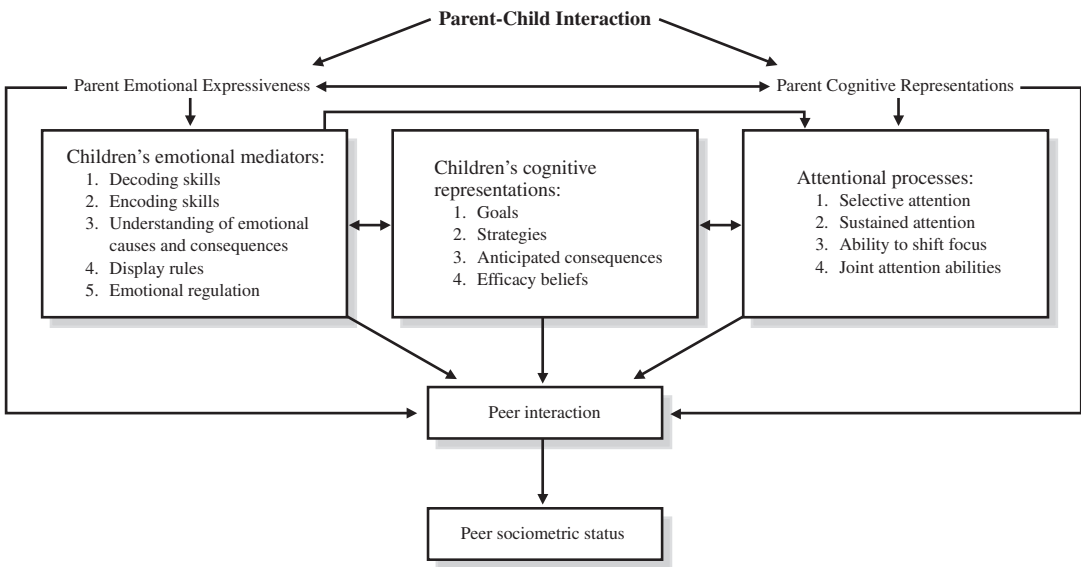 Parent-Child Interaction
Parent Emotional Expressiveness
Parent Cognitive Representations
Children’s emotional mediators:
1. Decoding skills
2. Encoding skills
3. Understanding of emotional
causes and consequences
4. Display rules
5. Emotional regulation
Children’s cognitive
representations:
1. Goals
2. Strategies
3. Anticipated consequences
4. Efficacy beliefs
Attentional processes:
1. Selective attention
2. Sustained attention
3. Ability to shift focus
4. Joint attention abilities
Peer interaction
Peer sociometric status